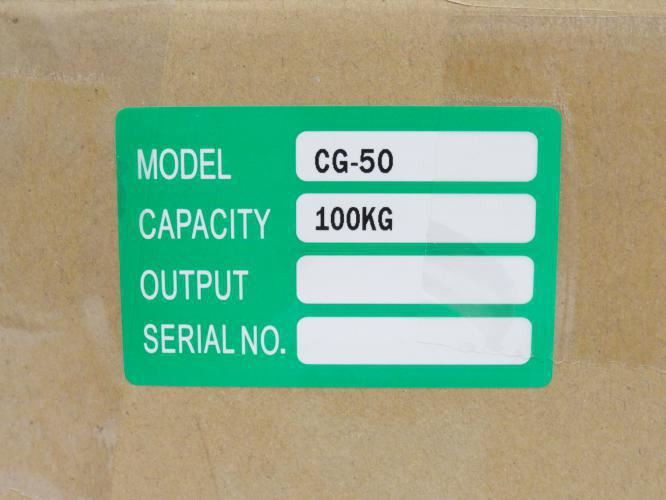 MODEL CG-50
CAPACITY 100KG
OUTPUT
SERIAL NO.